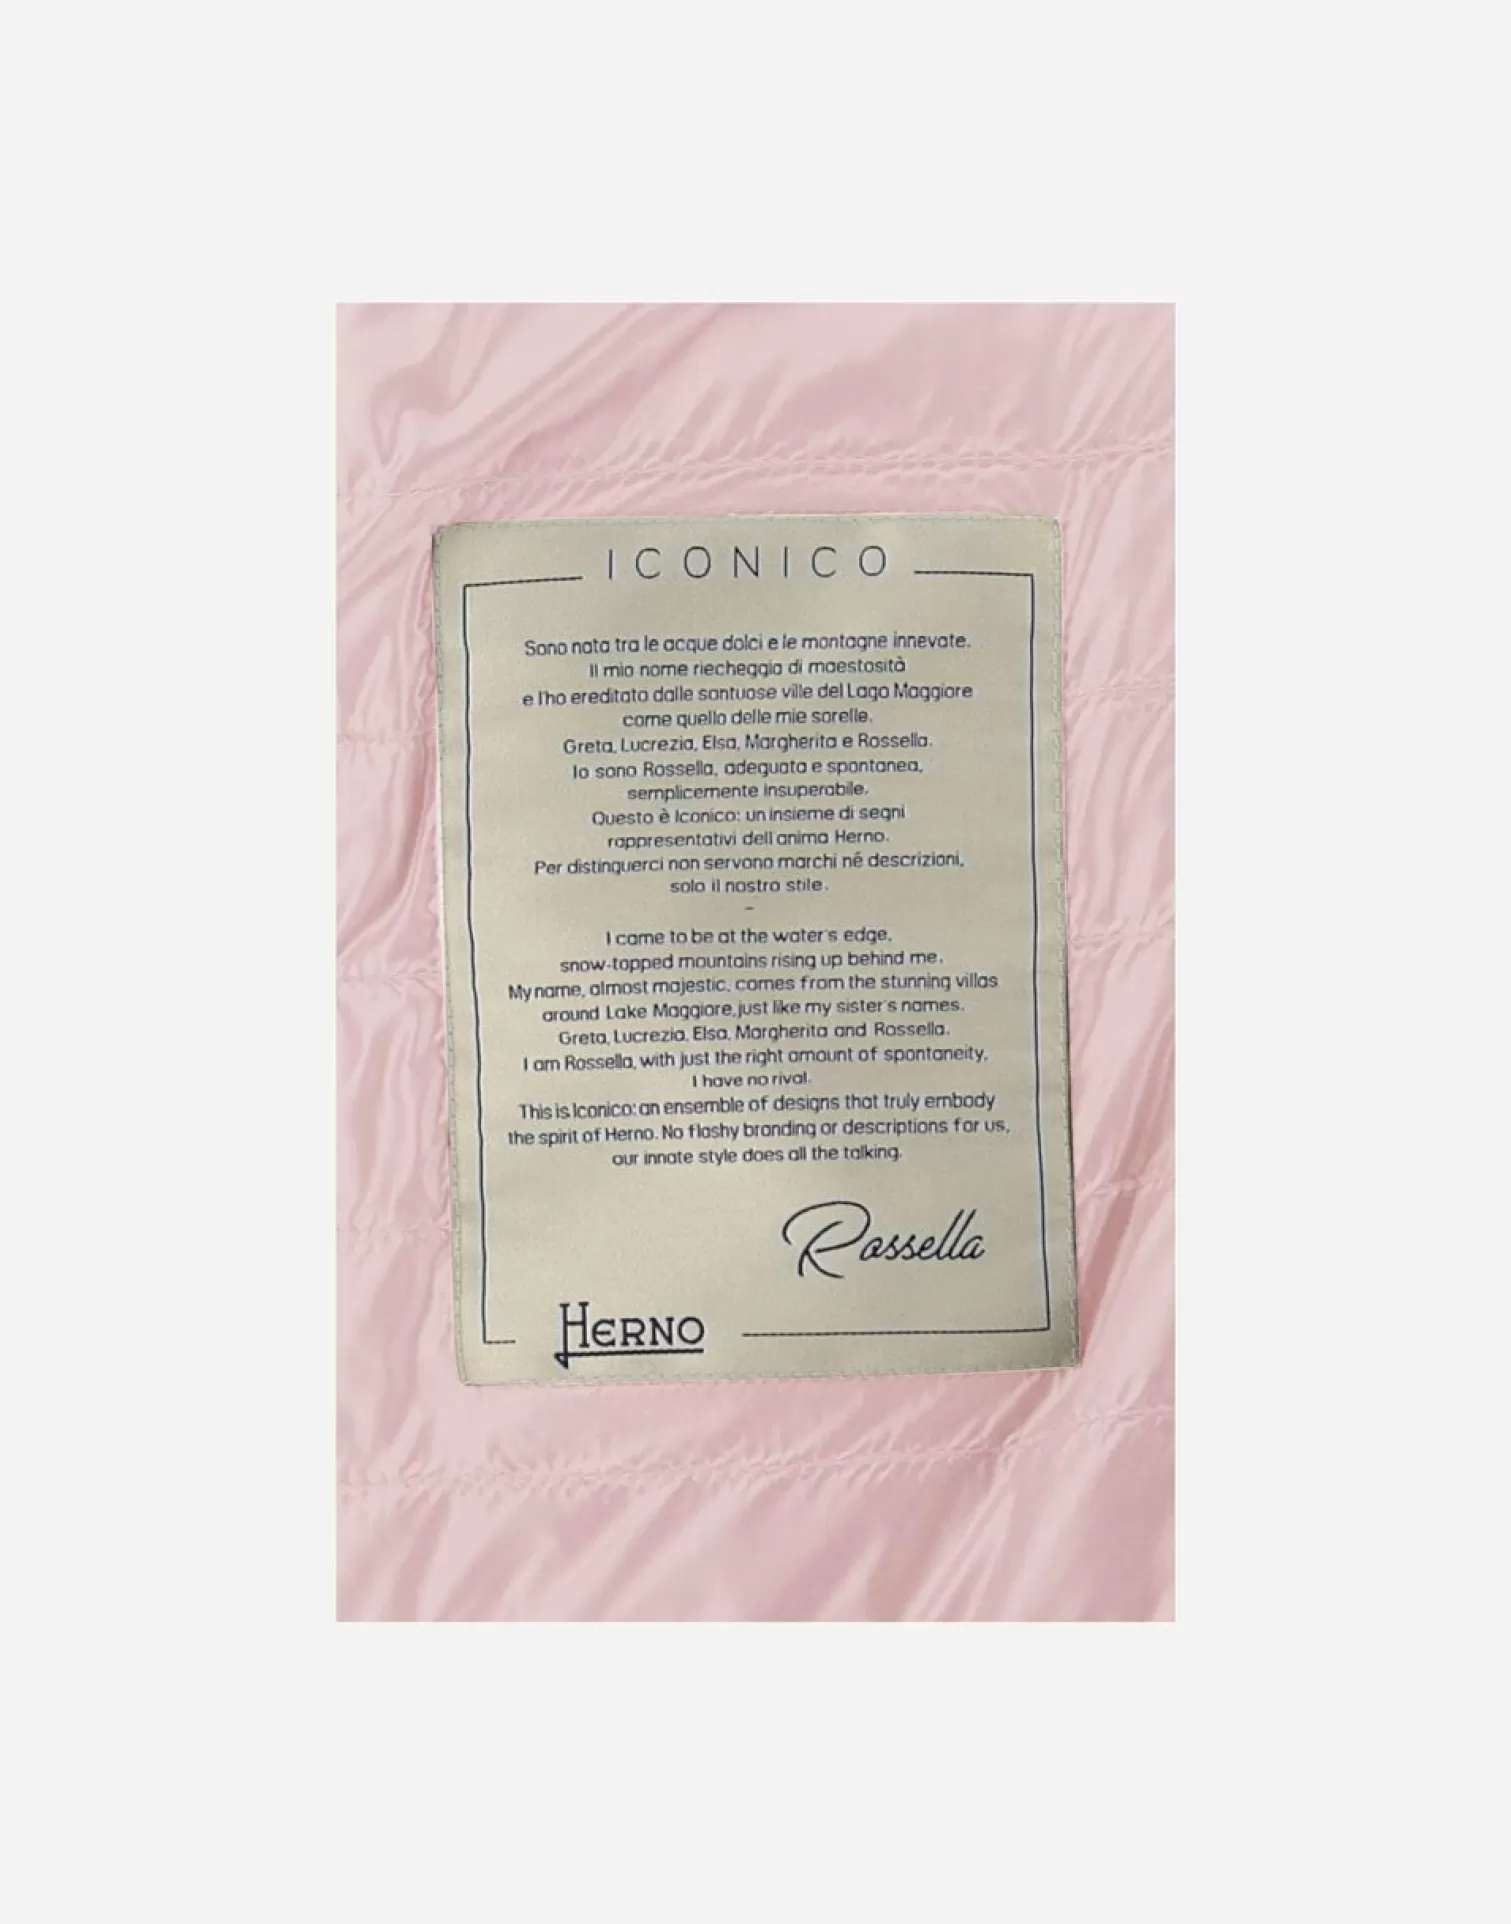 ICONICO
Sono nata tra le acque dolci e le montagne innevate.
Il mio nome riecheggia di maestosità
e l'ho ereditato dalle sontuose ville del Lago Maggiore
come quello delle mie sorelle.
Greta, Lucrezia, Elsa, Margherita e Rossella.
Io sono Rossella, adeguata e spontanea,
semplicemente insuperabile.
Questo è Iconico: un insieme di segni
rappresentativi dell'anima Herno.
Per distinguerci non servono marchi né descrizioni,
solo il nostro stile.
-
I came to be at the water's edge,
snow-topped mountains rising up behind me.
My name, almost majestic, comes from the stunning villas
around Lake Maggiore, just like my sister's names.
Greta, Lucrezia, Elsa, Margherita and Rossella.
I am Rossella, with just the right amount of spontaneity,
I have no rival.
This is Iconico: an ensemble of designs that truly embody
the spirit of Herno. No flashy branding or descriptions for us,
our innate style does all the talking.
Rossella
HERNO